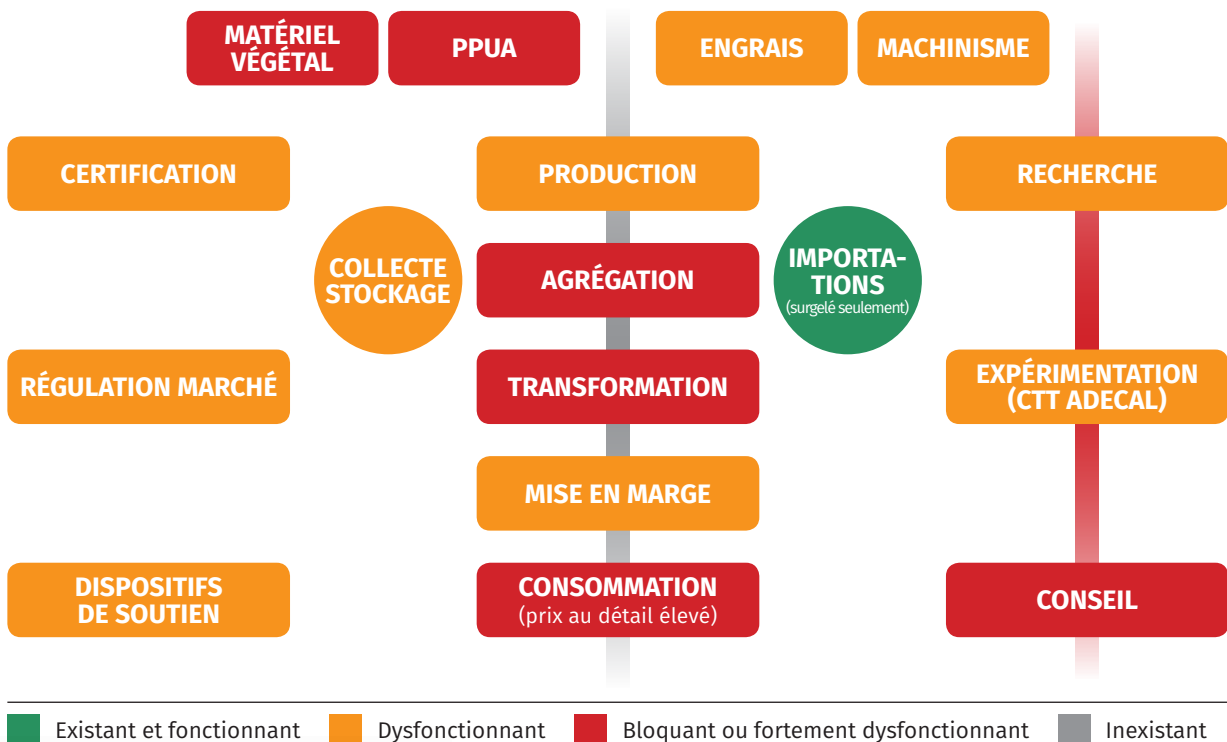 MATÉRIEL
VÉGÉTAL
PPUA
ENGRAIS
MACHINISME
CERTIFICATION
PRODUCTION
RECHERCHE
COLLECTE
STOCKAGE
AGRÉGATION
IMPORTA-
TIONS
(surgelé seulement)
RÉGULATION MARCHÉ
TRANSFORMATION
EXPÉRIMENTATION
(CTT ADECAL)
MISE EN MARGE
DISPOSITIFS
DE SOUTIEN
CONSOMMATION
(prix au détail élevé)
CONSEIL
Existant et fonctionnant
Dysfonctionnant
Bloquant ou fortement dysfonctionnant
Inexistant